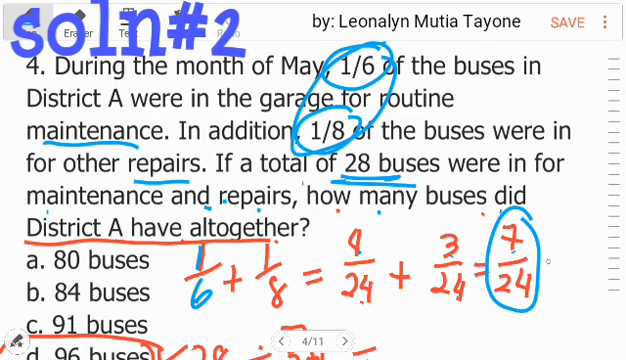 soln#2
by: Leonalyn Mutia Tayone
SAVE
4. During the month of May, 1/6 of the buses in
District A were in the garage for routine
maintenance. In addition, 1/8 of the buses were in
for other repairs. If a total of 28 buses were in for
maintenance and repairs, how many buses did
District A have altogether?
a. 80 buses
1/6 + 1/8 = 4/24 + 3/24 = 7/24
b. 84 buses
c. 91 buses
4/11
d. 96 buses